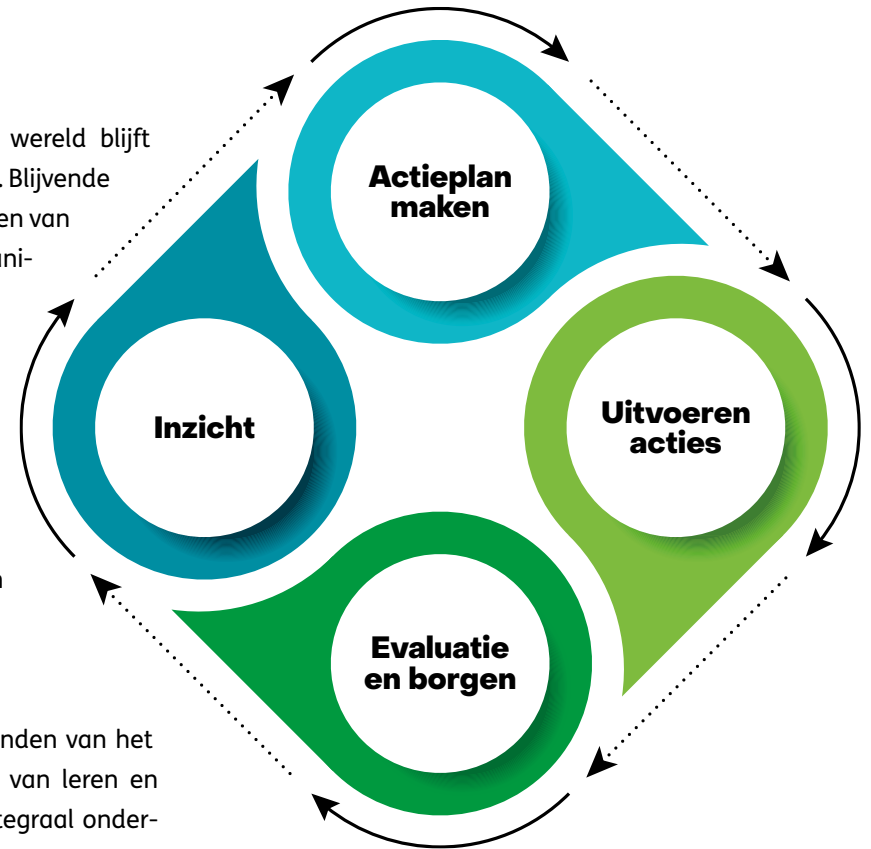 wereld blijft
. Blijvende
en van
ani-
n
nden van het
van leren en
tegraal onder-
Actieplan
maken
Inzicht
Uitvoeren
acties
Evaluatie
en borgen